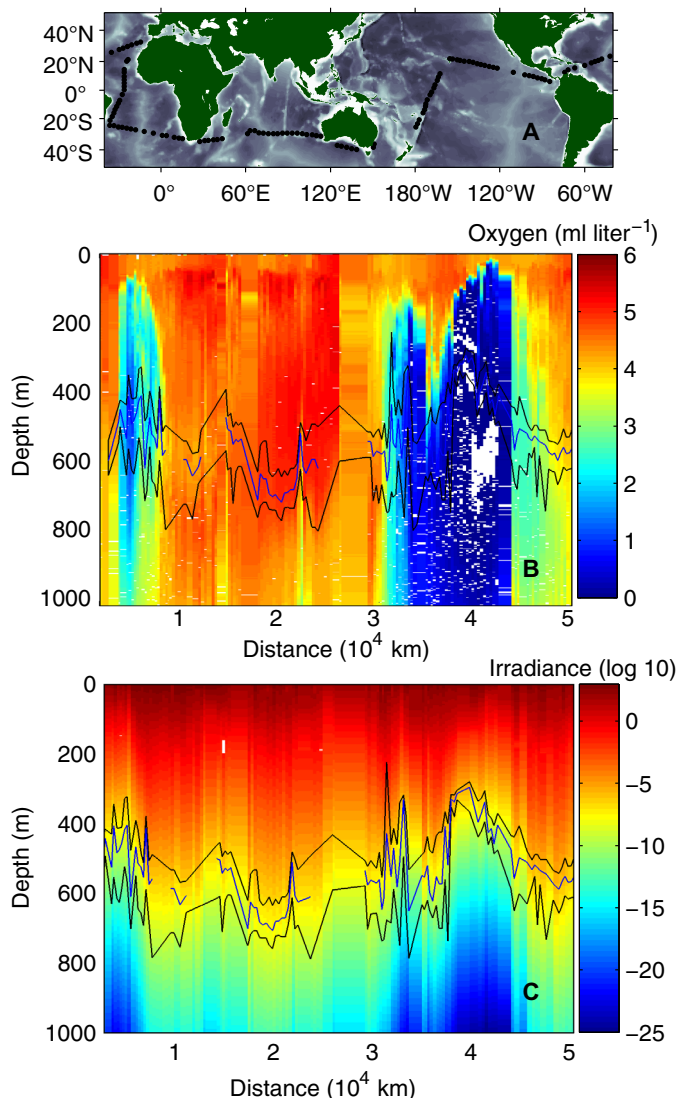 40°N
20°N
0°
20°S
40°S
A
0°
60°E
120°E
180°W
120°W
60°W
Oxygen (ml liter⁻¹)
0
200
400
600
800
1000
Depth (m)
B
6
5
4
3
2
1
0
1
2
3
4
5
Distance (10⁴ km)
Irradiance (log 10)
0
200
400
600
800
1000
Depth (m)
C
0
−5
−10
−15
−20
−25
1
2
3
4
5
Distance (10⁴ km)